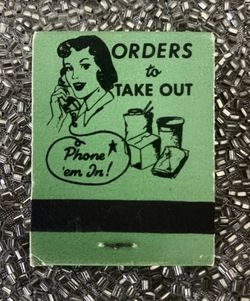 ORDERS
to
TAKE OUT
Phone
'em In!